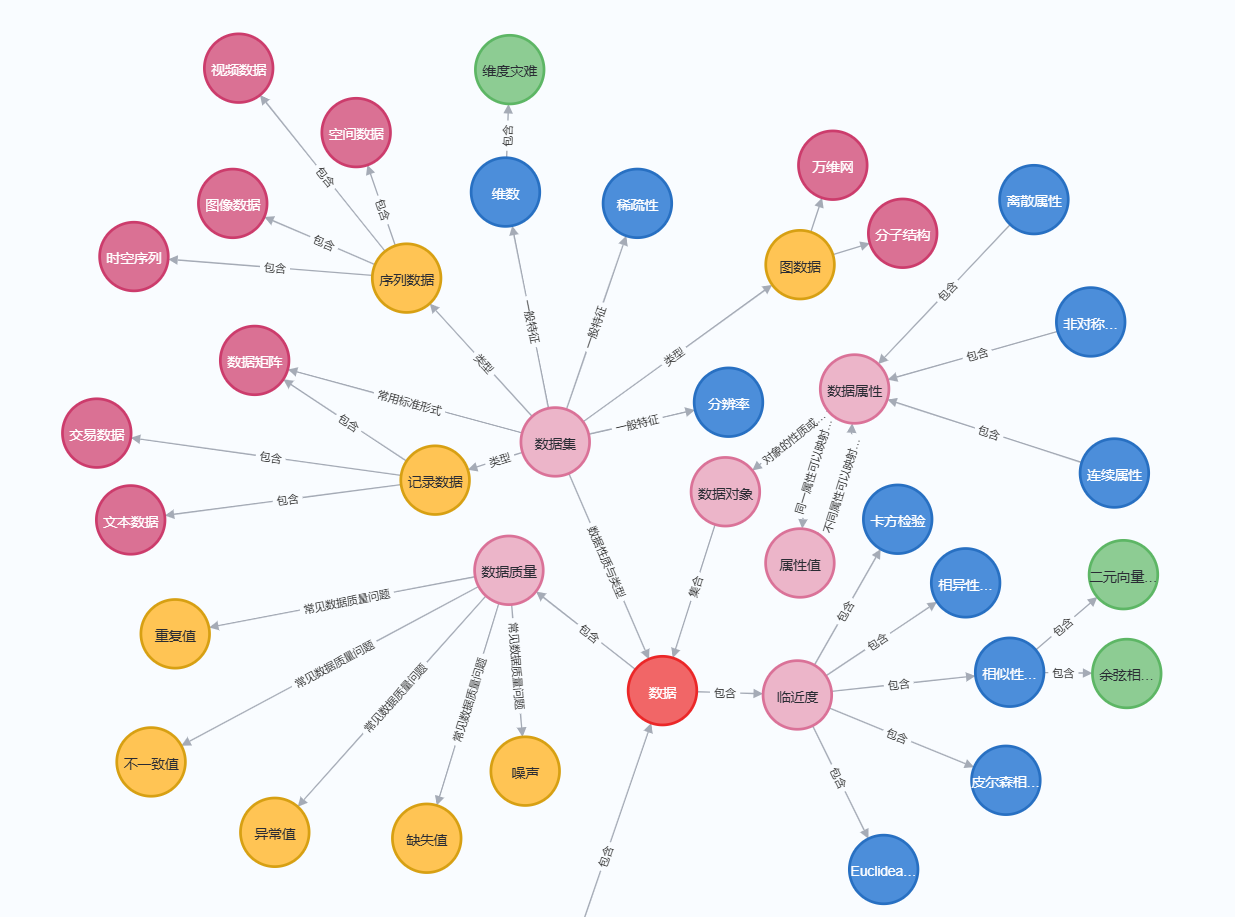 视频数据
维度灾难
空间数据
包含
万维网
包含
图像数据
维数
稀疏性
离散属性
包含
分子结构
时空序列
包含
包含
序列数据
图数据
包含
一般特征
一般特征
非对称...
类型
类型
包含
数据矩阵
常用标准形式
数据属性
分辨率
包含
一般特征
对象的性质或...
交易数据
包含
数据集
包含
类型
同一属性可以映射...
不同属性可以映射...
连续属性
记录数据
数据对象
文本数据
包含
卡方检验
数据性质与类型
属性值
数据质量
集合
二元向量...
相异性...
常见数据质量问题
包含
包含
重复值
包含
包含
常见数据质量问题
常见数据质量问题
常见数据质量问题
常见数据质量问题
相似性...
包含
余弦相...
包含
数据
包含
临近度
包含
不一致值
噪声
包含
皮尔森相...
异常值
缺失值
包含
Euclidea...